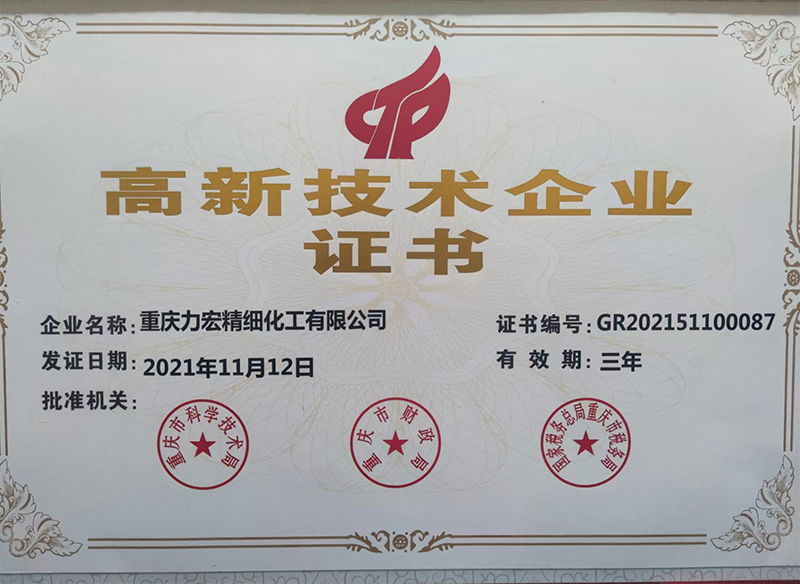 高新技术企业
证书
企业名称:重庆力宏精细化工有限公司
证书编号:GR202151100087
发证日期:2021年11月12日
有效期:三年
批准机关:
重庆市科学技术局
重庆市财政局
国家税务总局重庆市税务局